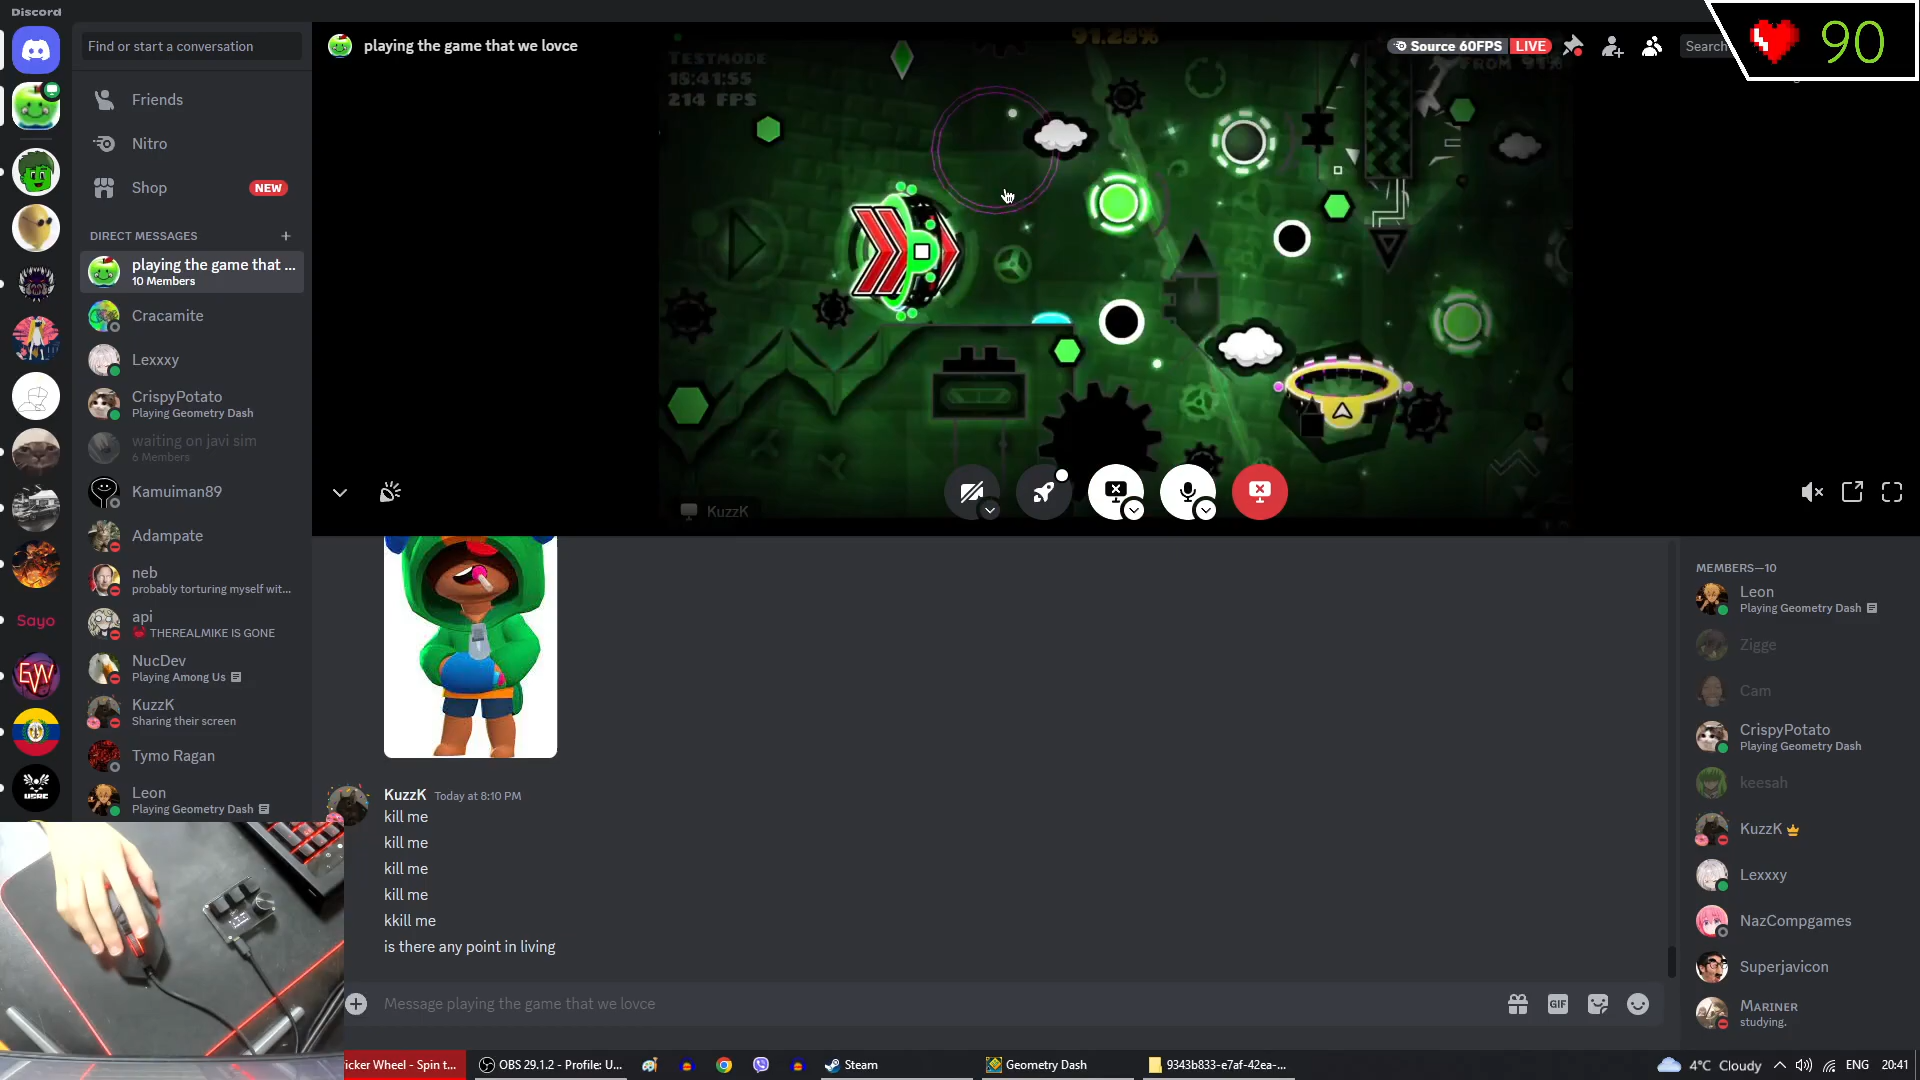 Discord
Find or start a conversation
Friends
Nitro
Shop
NEW
DIRECT MESSAGES
playing the game that ...
10 Members
Cracamite
Lexxxy
CrispyPotato
Playing Geometry Dash
waiting on javi sim
6 Members
Kamuiman89
Adampate
neb
probably torturing myself wit...
api
THEREALMIKE IS GONE
NucDev
Playing Among Us
KuzzK
Sharing their screen
Tymo Ragan
Leon
Playing Geometry Dash
Sayo
EW
playing the game that we lovce
Source 60FPS
LIVE
Search
90
91.28%
TESTMODE
18:41:55
214 FPS
FROM 91%
KuzzK
KuzzK Today at 8:10 PM
kill me
kill me
kill me
kill me
kkill me
is there any point in living
Message playing the game that we lovce
GIF
MEMBERS—10
Leon
Playing Geometry Dash
Zigge
Cam
CrispyPotato
Playing Geometry Dash
keesah
KuzzK
Lexxxy
NazCompgames
Superjavicon
MARINER
studying.
icker Wheel - Spin t...
OBS 29.1.2 - Profile: U...
Steam
Geometry Dash
9343b833-e7af-42ea-...
4°C Cloudy
ENG
20:41